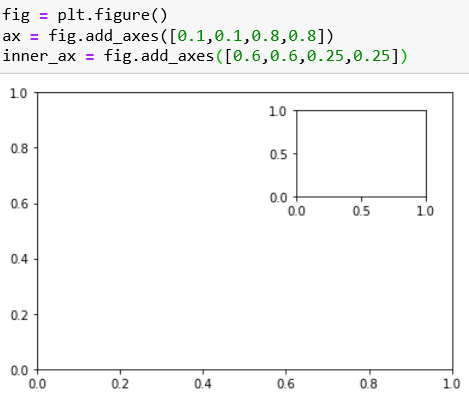 fig = plt.figure()
ax = fig.add_axes([0.1,0.1,0.8,0.8])
inner_ax = fig.add_axes([0.6,0.6,0.25,0.25])
1.0
0.8
0.6
0.4
0.2
0.0
0.0 0.2 0.4 0.6 0.8 1.0
1.0
0.5
0.0
0.0 0.5 1.0